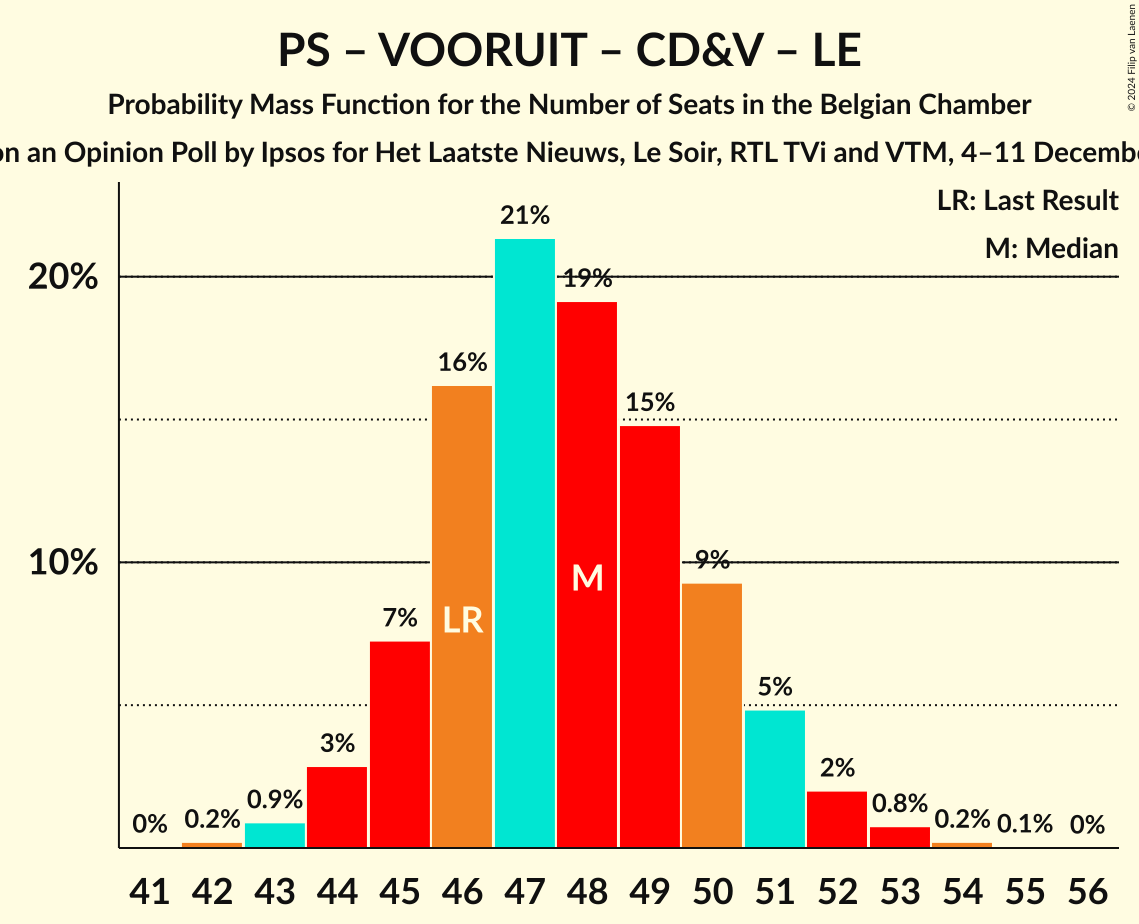 PS – VOORUIT – CD&V – LE
Probability Mass Function for the Number of Seats in the Belgian Chamber
on an Opinion Poll by Ipsos for Het Laatste Nieuws, Le Soir, RTL TVi and VTM, 4–11 Decemb
© 2024 Filip van Laenen
LR: Last Result
M: Median
20%
10%
0%
0.2%
0.9%
3%
7%
16%
21%
19%
15%
9%
5%
2%
0.8%
0.2%
0.1%
0%
LR
M
41 42 43 44 45 46 47 48 49 50 51 52 53 54 55 56